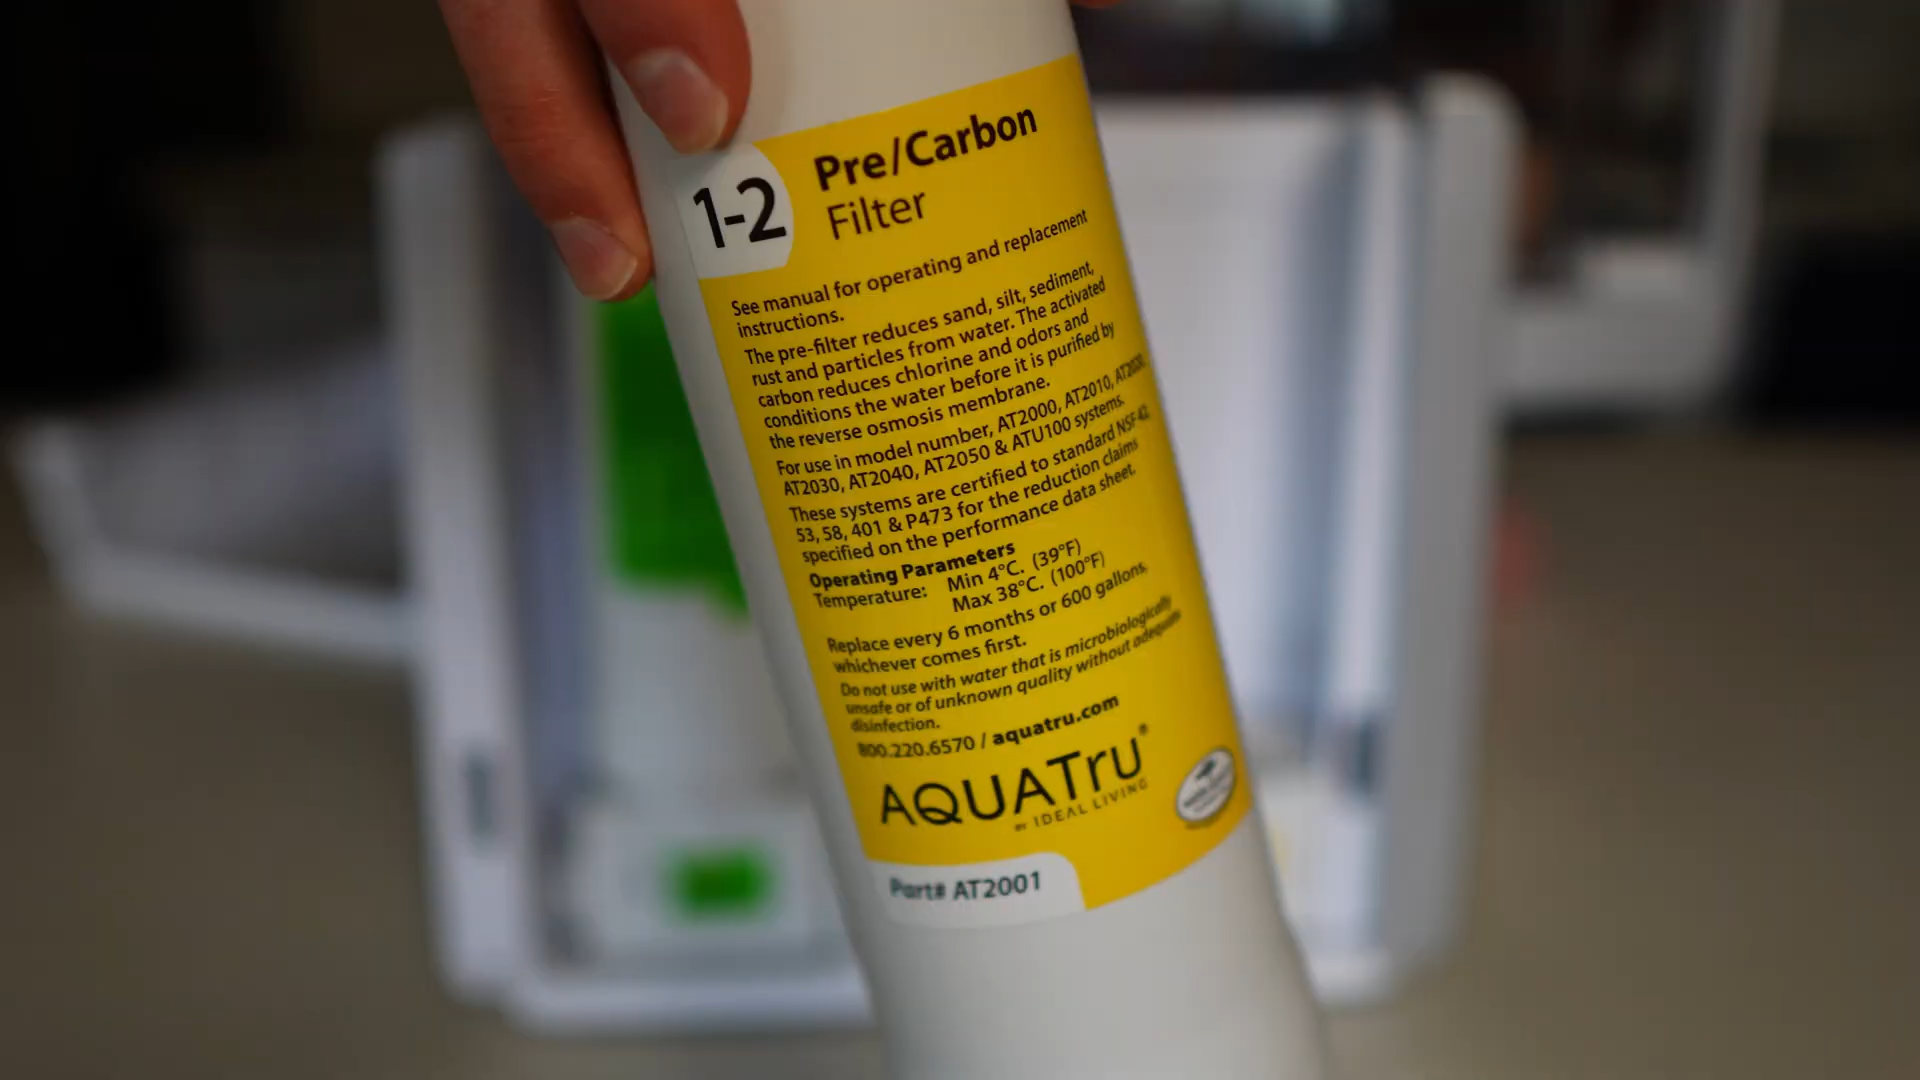 1-2
Pre/Carbon
Filter
See manual for operating and replacement
instructions.
The pre-filter reduces sand, silt, sediment,
rust and particles from water. The activated
carbon reduces chlorine and odors and
conditions the water before it is purified by
the reverse osmosis membrane.
For use in model number, AT2000, AT2010, AT2020,
AT2030, AT2040, AT2050 & ATU100 systems.
These systems are certified to standard NSF 42,
53, 58, 401 & P473 for the reduction claims
specified on the performance data sheet.
Operating Parameters
Temperature: Min 4°C. (39°F)
Max 38°C. (100°F)
Replace every 6 months or 600 gallons,
whichever comes first.
Do not use with water that is microbiologically
unsafe or of unknown quality without adequate
disinfection.
800.220.6570 / aquatru.com
AQUATru®
BY IDEAL LIVING
Part# AT2001